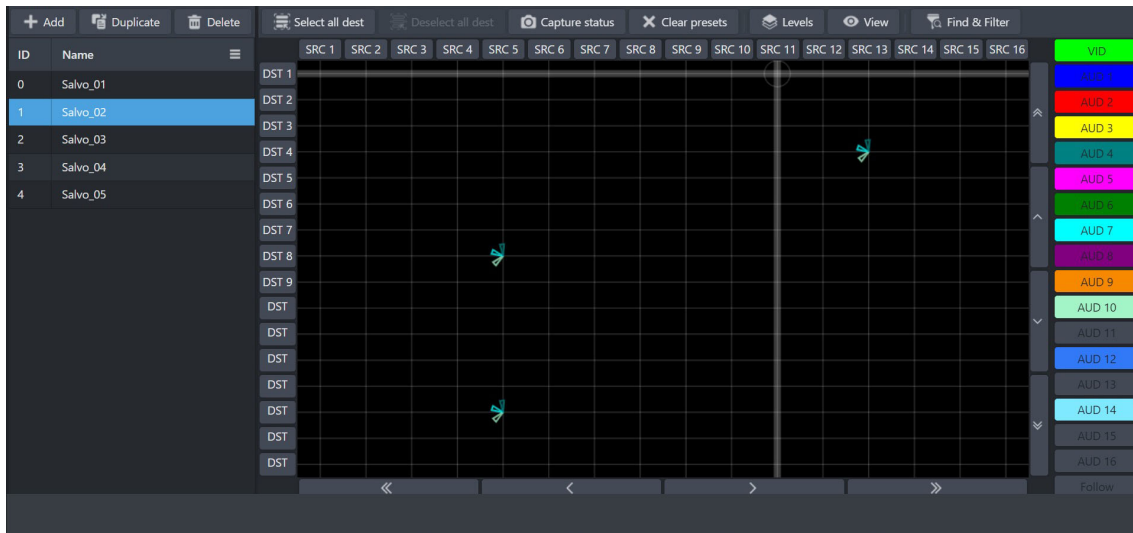 Add Duplicate Delete Select all dest Deselect all dest Capture status Clear presets Levels View Find & Filter
ID Name SRC 1 SRC 2 SRC 3 SRC 4 SRC 5 SRC 6 SRC 7 SRC 8 SRC 9 SRC 10 SRC 11 SRC 12 SRC 13 SRC 14 SRC 15 SRC 16 VID
0 Salvo_01 DST 1 AUD 1
1 Salvo_02 DST 2 AUD 2
2 Salvo_03 DST 3 AUD 3
DST 4 AUD 4
3 Salvo_04 DST 5 AUD 5
4 Salvo_05 DST 6 AUD 6
DST 7 AUD 7
DST 8 AUD 8
DST 9 AUD 9
DST AUD 10
DST AUD 11
DST AUD 12
DST AUD 13
DST AUD 14
DST AUD 15
DST AUD 16
Follow